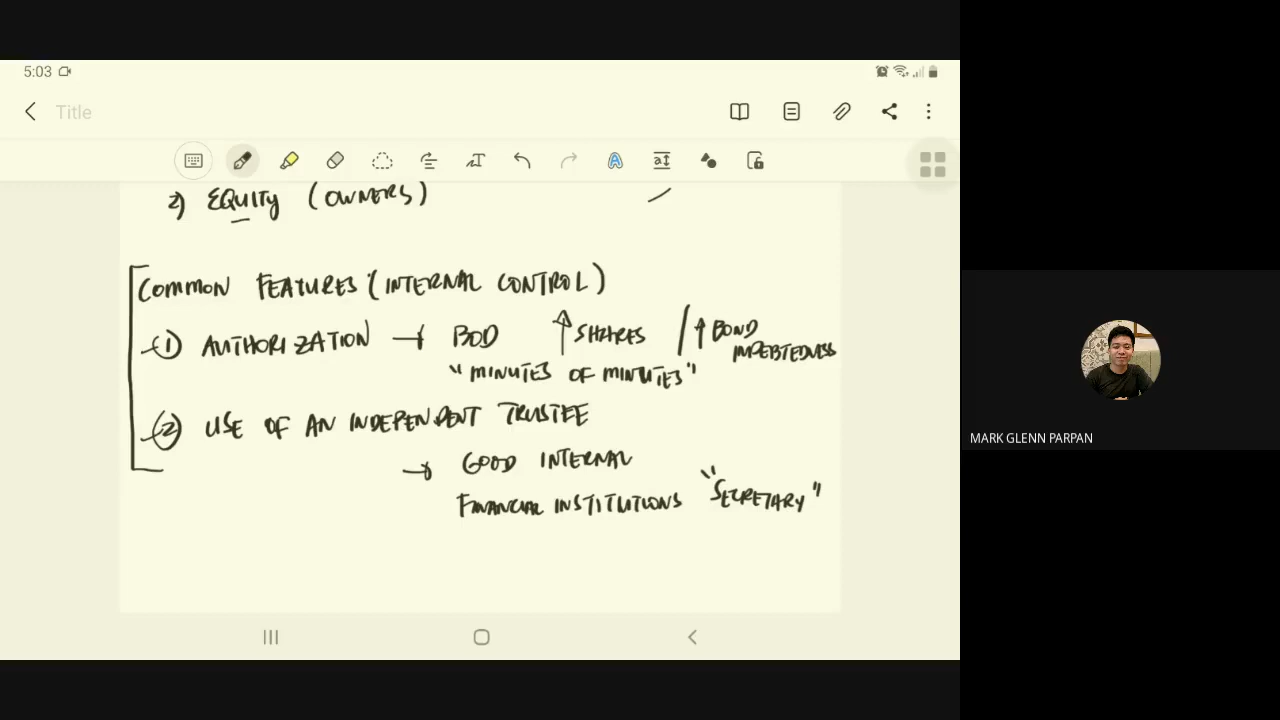 5:03
Title
2) EQUITY (OWNERS)
COMMON FEATURES (INTERNAL CONTROL)
① AUTHORIZATION → BOD ↑ SHARES / ↑ BOND INDEBTEDNESS
"MINUTES OF MINUTES"
② USE OF AN INDEPENDENT TRUSTEE
→ GOOD INTERNAL
FINANCIAL INSTITUTIONS "SECRETARY"
MARK GLENN PARPAN